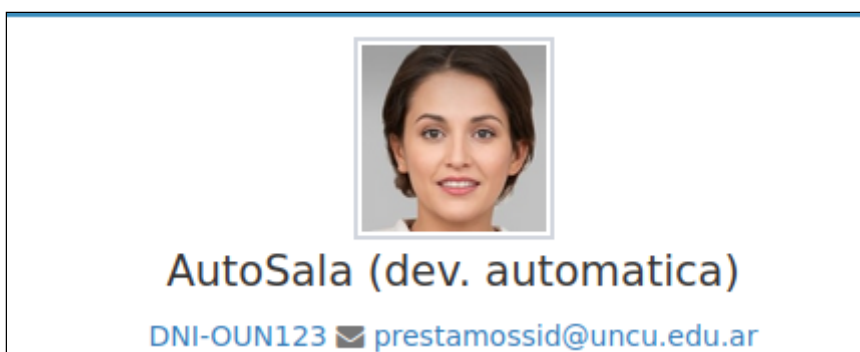 AutoSala (dev. automatica)
DNI-OUN123 prestamossid@uncu.edu.ar